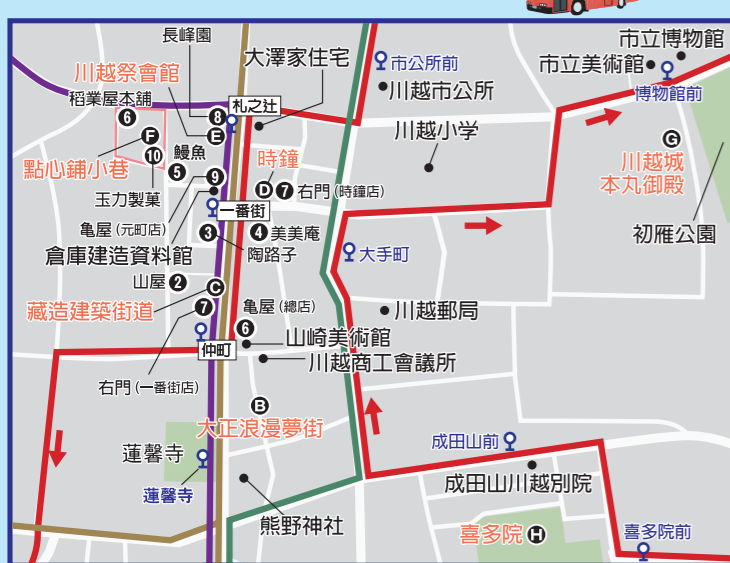 長峰園
川越祭會館
大澤家住宅
市公所前
川越市公所
市立博物館
市立美術館
博物館前
稻業屋本舗
6
札之辻
8
E
F
點心鋪小巷
10
鰻魚
5
川越小学
G
川越城
本丸御殿
時鐘
D 7 右門 (時鐘店)
玉力製菓
9
亀屋 (元町店)
一番街
初雁公園
倉庫建造資料館
3
4 美美庵
陶路子
大手町
山屋 2
C
藏造建築街道
7
亀屋 (總店)
6
川越郵局
山崎美術館
仲町
川越商工會議所
右門 (一番街店)
B
大正浪漫夢街
蓮馨寺
蓮馨寺
成田山前
成田山川越別院
熊野神社
喜多院 H
喜多院前